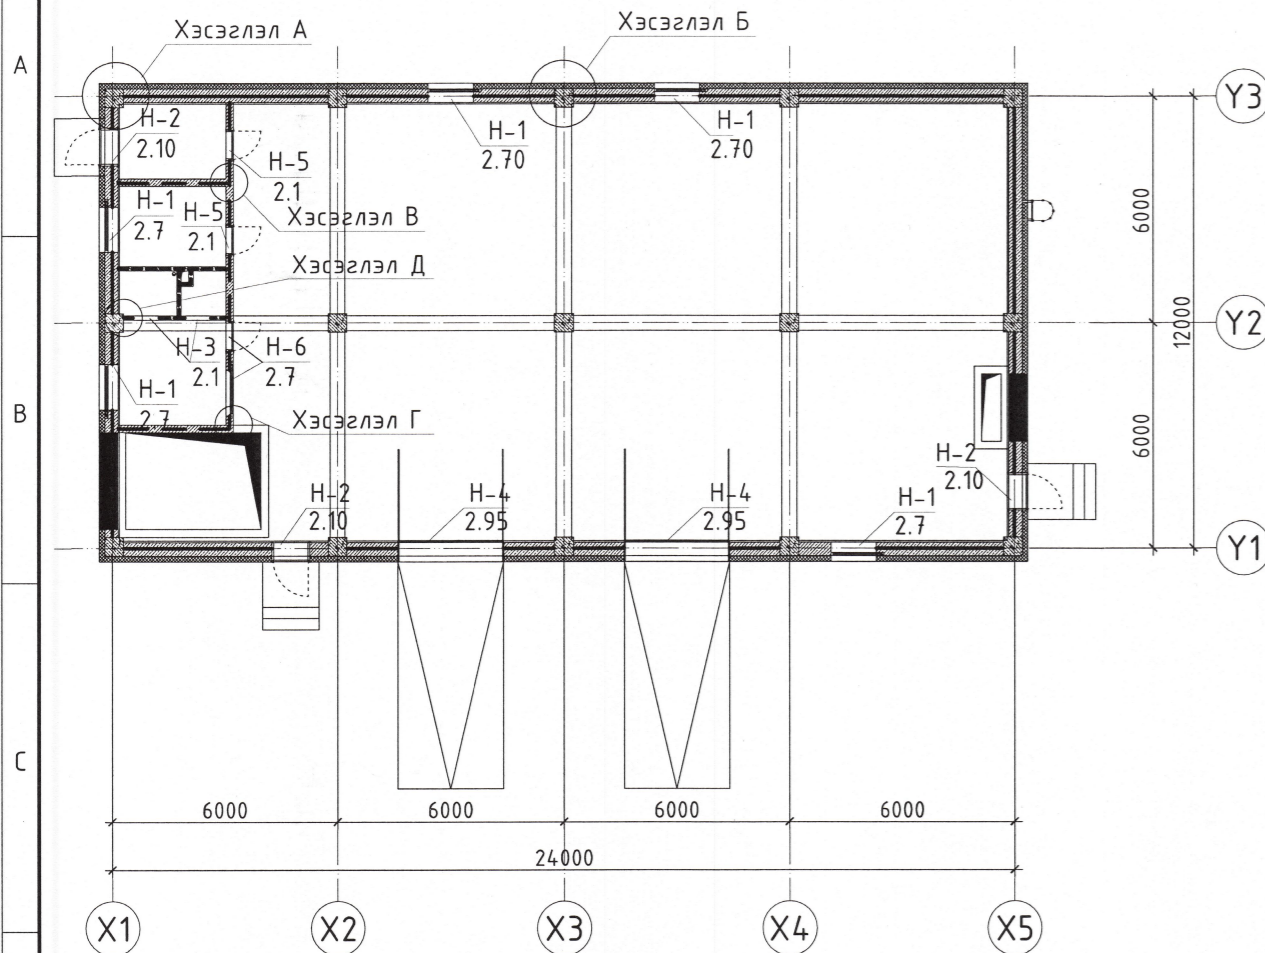 Хэсэглэл А
Хэсэглэл Б
A
Y3
Н-2
2.10
Н-1
2.70
Н-1
2.70
Н-5
2.1
Н-1
2.7
Н-5
2.1
Хэсэглэл В
6000
Хэсэглэл Д
12000
Y2
Н-3
2.1
Н-6
2.7
Н-1
2.7
B
Хэсэглэл Г
6000
Н-2
2.10
Н-2
2.10
Н-4
2.95
Н-4
2.95
Н-1
2.7
Y1
C
6000
6000
6000
6000
24000
X1
X2
X3
X4
X5